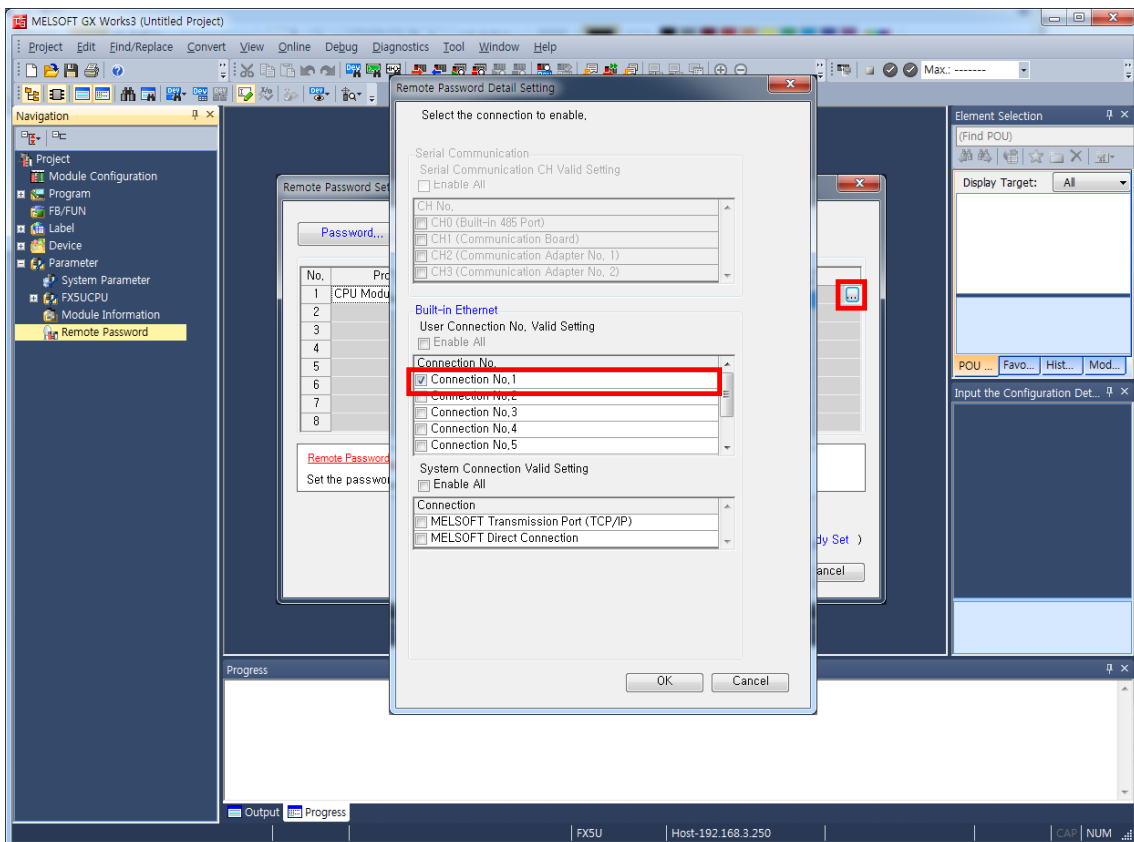 MELSOFT GX Works3 (Untitled Project)
Project Edit Find/Replace Convert View Online Debug Diagnostics Tool Window Help
Max.: -------
Navigation
Project
Module Configuration
Program
FB/FUN
Label
Device
Parameter
System Parameter
FX5UCPU
Module Information
Remote Password
Remote Password Set
Password...
No. Pro
1 CPU Modu
2
3
4
5
6
7
8
Remote Password
Set the passwor
dy Set )
ancel
Remote Password Detail Setting
Select the connection to enable.
Serial Communication
Serial Communication CH Valid Setting
Enable All
CH No.
CH0 (Built-in 485 Port)
CH1 (Communication Board)
CH2 (Communication Adapter No. 1)
CH3 (Communication Adapter No. 2)
...
Built-in Ethernet
User Connection No. Valid Setting
Enable All
Connection No.
Connection No.1
Connection No.2
Connection No.3
Connection No.4
Connection No.5
System Connection Valid Setting
Enable All
Connection
MELSOFT Transmission Port (TCP/IP)
MELSOFT Direct Connection
OK Cancel
Element Selection
(Find POU)
Display Target: All
POU ... Favo... Hist... Mod...
Input the Configuration Det...
Progress
Output Progress
FX5U Host-192.168.3.250 CAP NUM